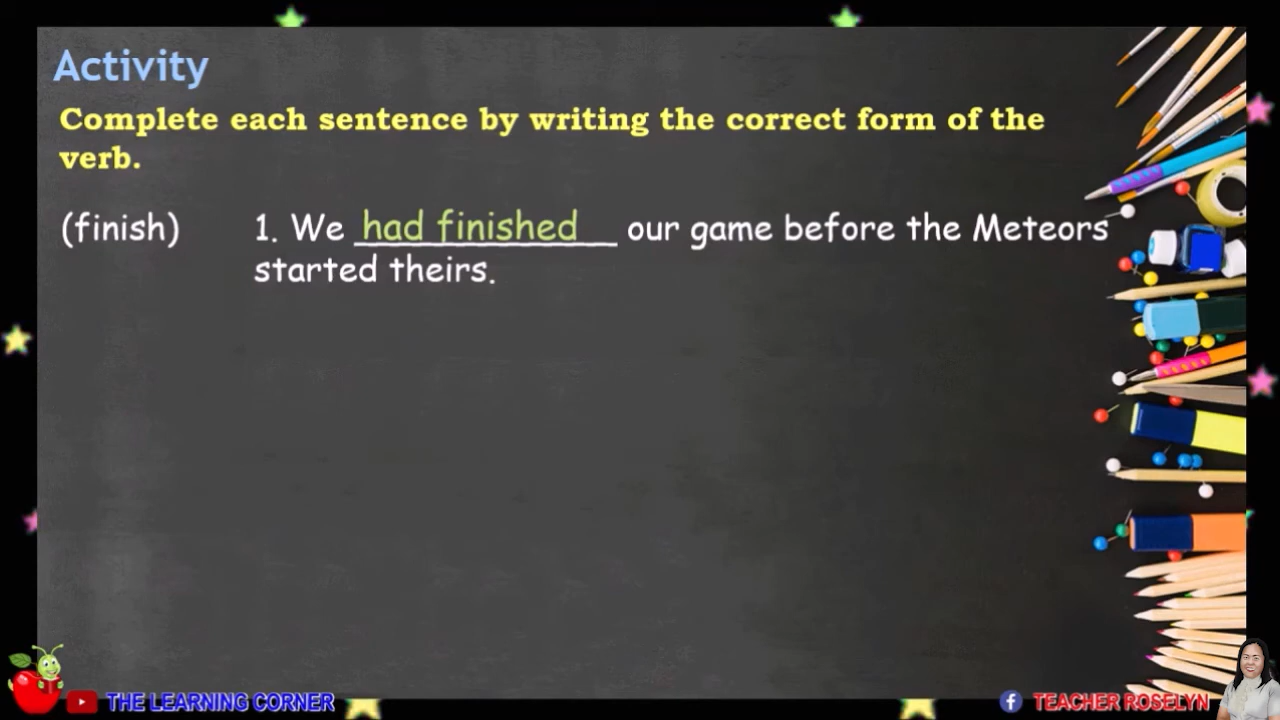 Activity
Complete each sentence by writing the correct form of the
verb.
(finish) 1. We had finished our game before the Meteors
started theirs.
THE LEARNING CORNER
TEACHER ROSELYN